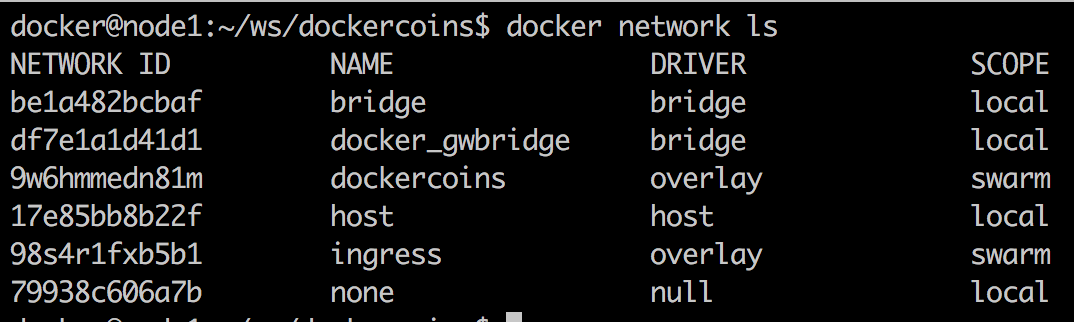 docker@node1:~/ws/dockercoins$ docker network ls
NETWORK ID NAME DRIVER SCOPE
be1a482bcbaf bridge bridge local
df7e1a1d41d1 docker_gwbridge bridge local
9w6hmmedn81m dockercoins overlay swarm
17e85bb8b22f host host local
98s4r1fxb5b1 ingress overlay swarm
79938c606a7b none null local